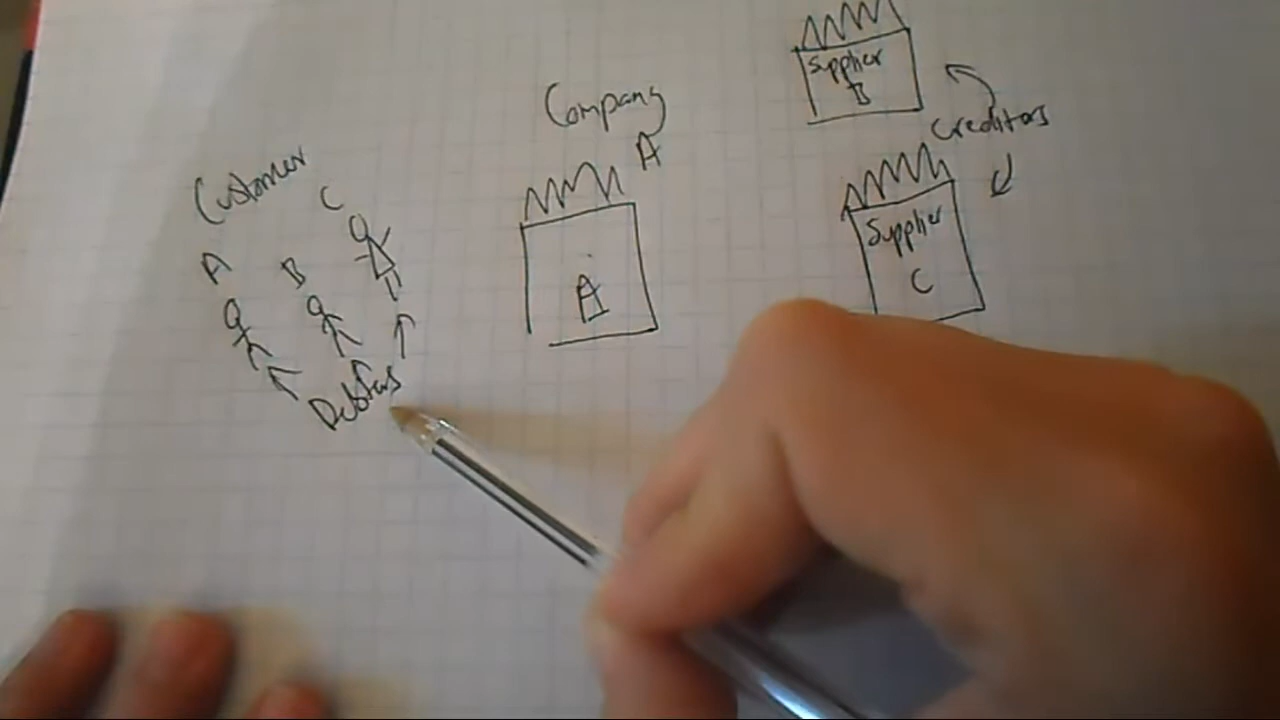 Customer
A
B
C
Debtors
Company
A
A
Supplier
B
Creditors
Supplier
C